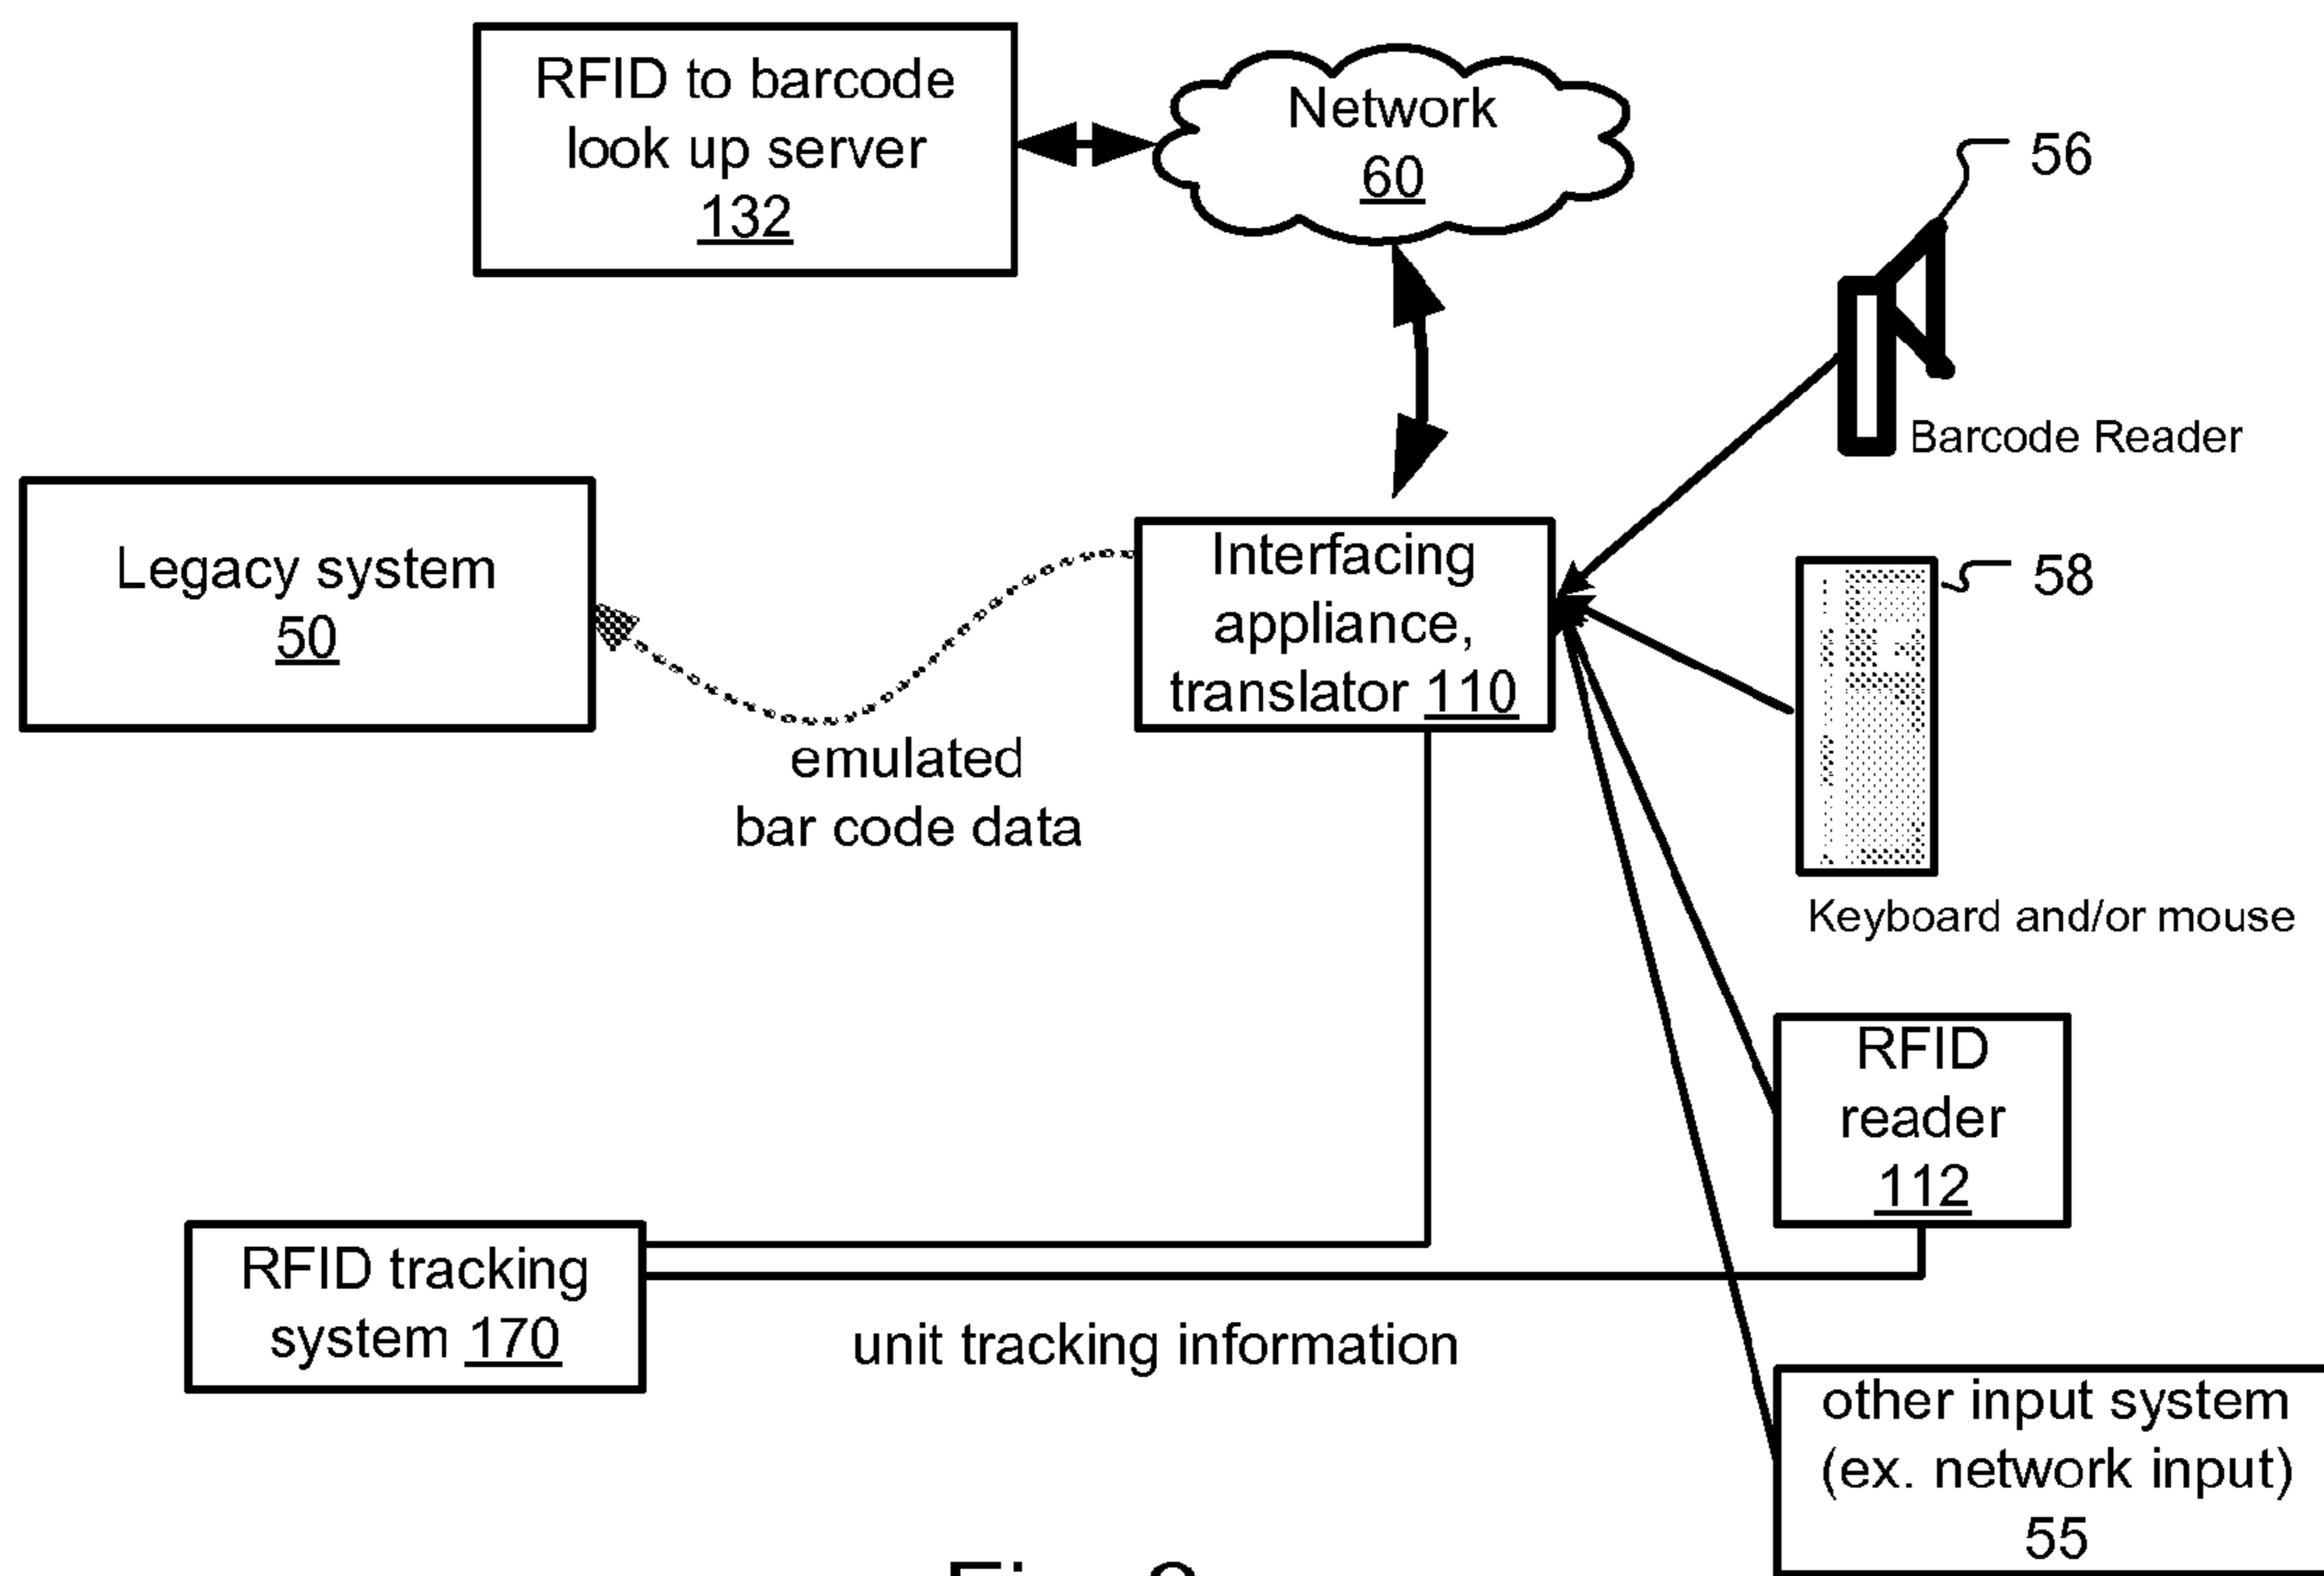 RFID to barcode
look up server
132
Network
60
56
Barcode Reader
Legacy system
50
Interfacing
appliance,
translator 110
58
emulated
bar code data
Keyboard and/or mouse
RFID
reader
112
RFID tracking
system 170
unit tracking information
other input system
(ex. network input)
55